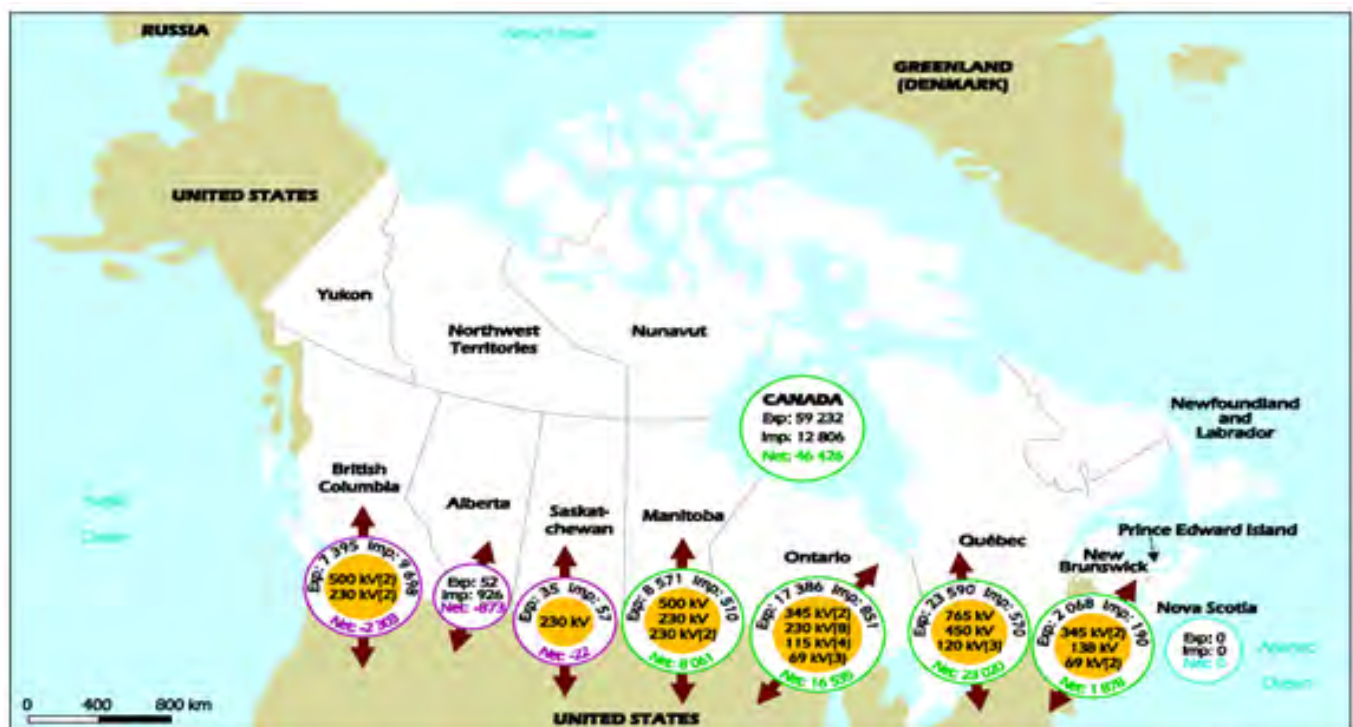 RUSSIA
GREENLAND
(DENMARK)
UNITED STATES
Yukon
Northwest
Territories
Nunavut
CANADA
Exp: 59 232
Imp: 12 806
Net: 46 426
Newfoundland
and
Labrador
British
Columbia
Alberta
Saskat-
chewan
Manitoba
Ontario
Québec
Prince Edward Island
New
Brunswick
Nova Scotia
Exp: 7 395 Imp: 9 698
500 kV(2)
230 kV(2)
Net: -2 303
Exp: 52
Imp: 926
Net: -873
Exp: 35 Imp: 57
230 kV
Net: -22
Exp: 8 571 Imp: 510
500 kV
230 kV
230 kV(2)
Net: 8 061
Exp: 17 386 Imp: 851
345 kV(2)
230 kV(8)
115 kV(4)
69 kV(3)
Net: 16 535
Exp: 23 590 Imp: 570
765 kV
450 kV
120 kV(3)
Net: 23 020
Exp: 2 068 Imp: 190
345 kV(2)
138 kV
69 kV(2)
Net: 1 878
Exp: 0
Imp: 0
Net: 0
Ocean
0 400 800 km
UNITED STATES